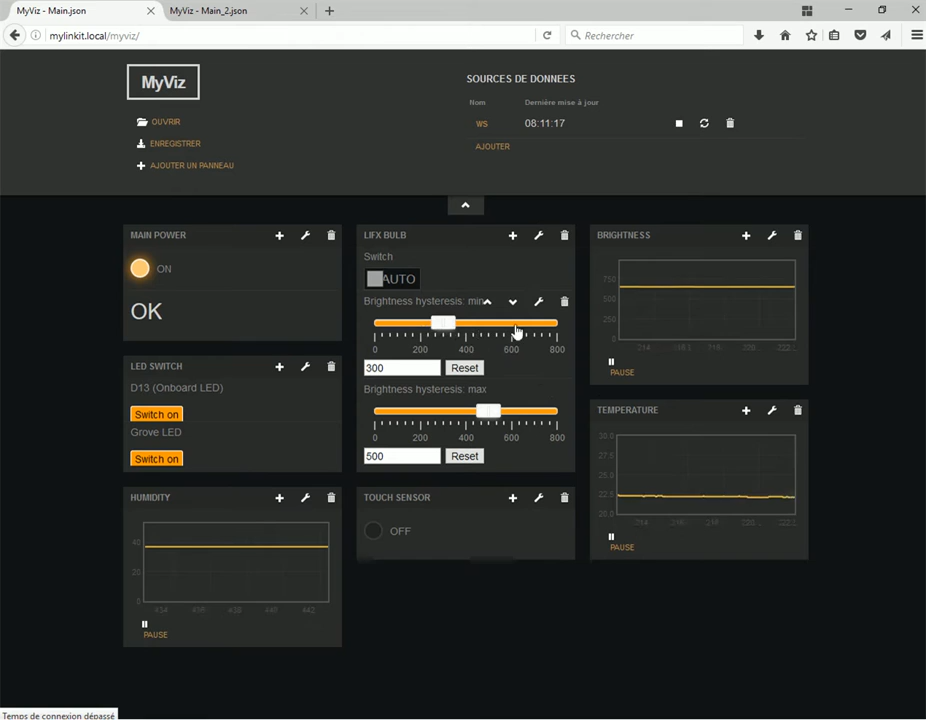 MyViz - Main.json
MyViz - Main_2.json
mylinkit.local/myviz/
Rechercher
MyViz
OUVRIR
ENREGISTRER
AJOUTER UN PANNEAU
SOURCES DE DONNEES
Nom
Dernière mise à jour
WS
08:11:17
AJOUTER
MAIN POWER
ON
OK
LED SWITCH
D13 (Onboard LED)
Switch on
Grove LED
Switch on
HUMIDITY
40
20
0
434
436
438
440
442
PAUSE
LIFX BULB
Switch
AUTO
Brightness hysteresis: min
0 200 400 600 800
300
Reset
Brightness hysteresis: max
0 200 400 600 800
500
Reset
TOUCH SENSOR
OFF
BRIGHTNESS
750
500
250
0
PAUSE
TEMPERATURE
30.0
27.5
25.0
22.5
20.0
PAUSE
Temps de connexion dépassé